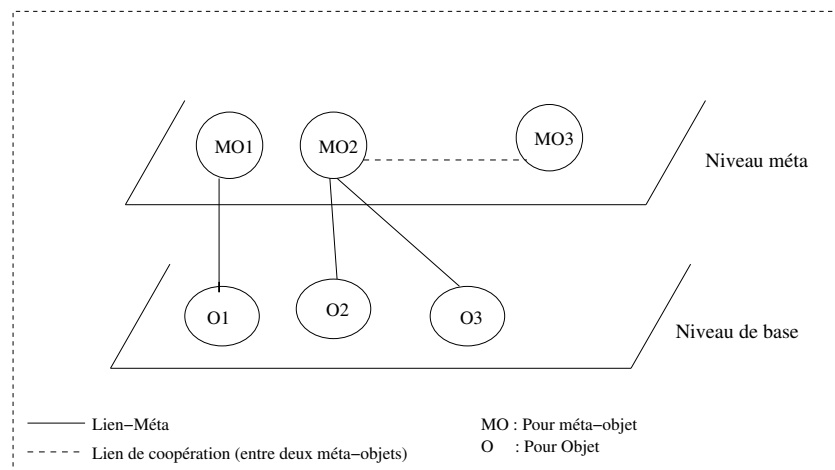 MO1
MO2
MO3
Niveau méta
O1
O2
O3
Niveau de base
Lien−Méta
Lien de coopération (entre deux méta−objets)
MO : Pour méta−objet
O : Pour Objet